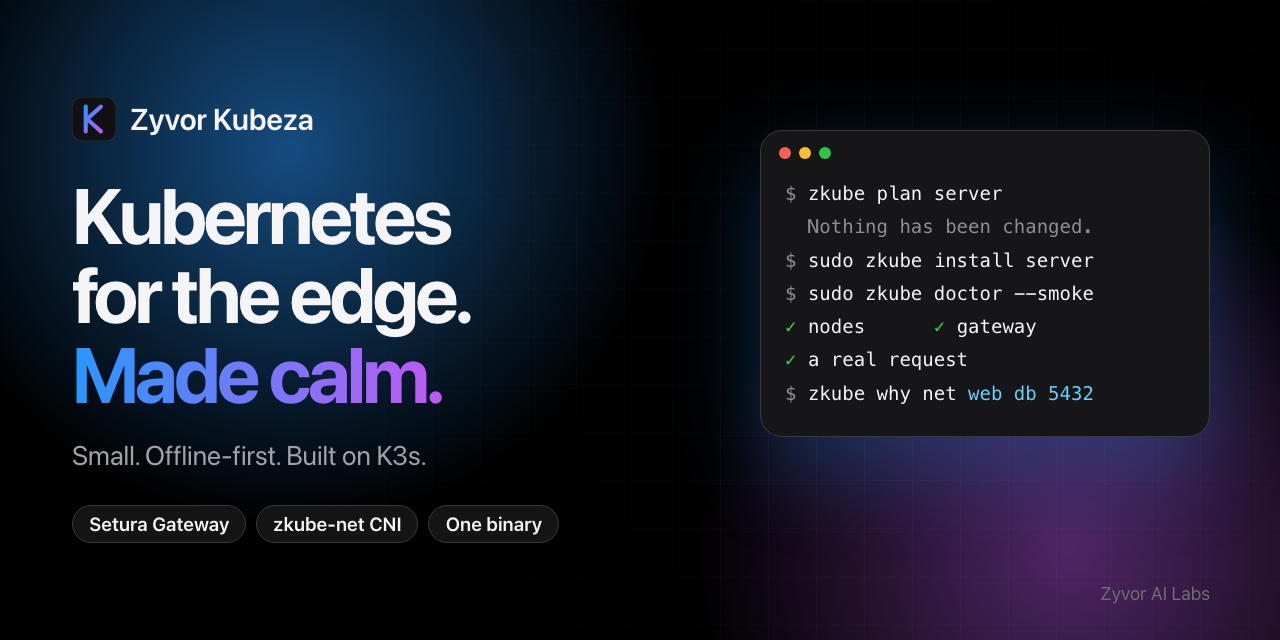 Zyvor Kubeza
Kubernetes
for the edge.
Made calm.
Small. Offline-first. Built on K3s.
Setura Gateway
zkube-net CNI
One binary
$ zkube plan server
Nothing has been changed.
$ sudo zkube install server
$ sudo zkube doctor --smoke
✓ nodes ✓ gateway
✓ a real request
$ zkube why net web db 5432
Zyvor AI Labs